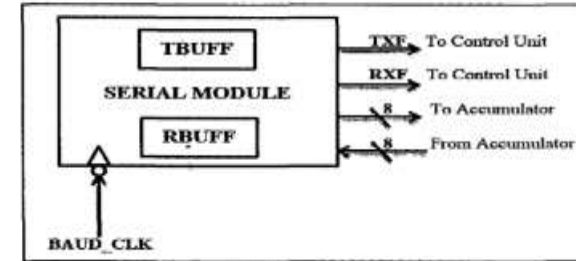 TBUFF
TXF To Control Unit
RXF To Control Unit
SERIAL MODULE
8 To Accumulator
RBUFF
8 From Accumulator
BAUD_CLK